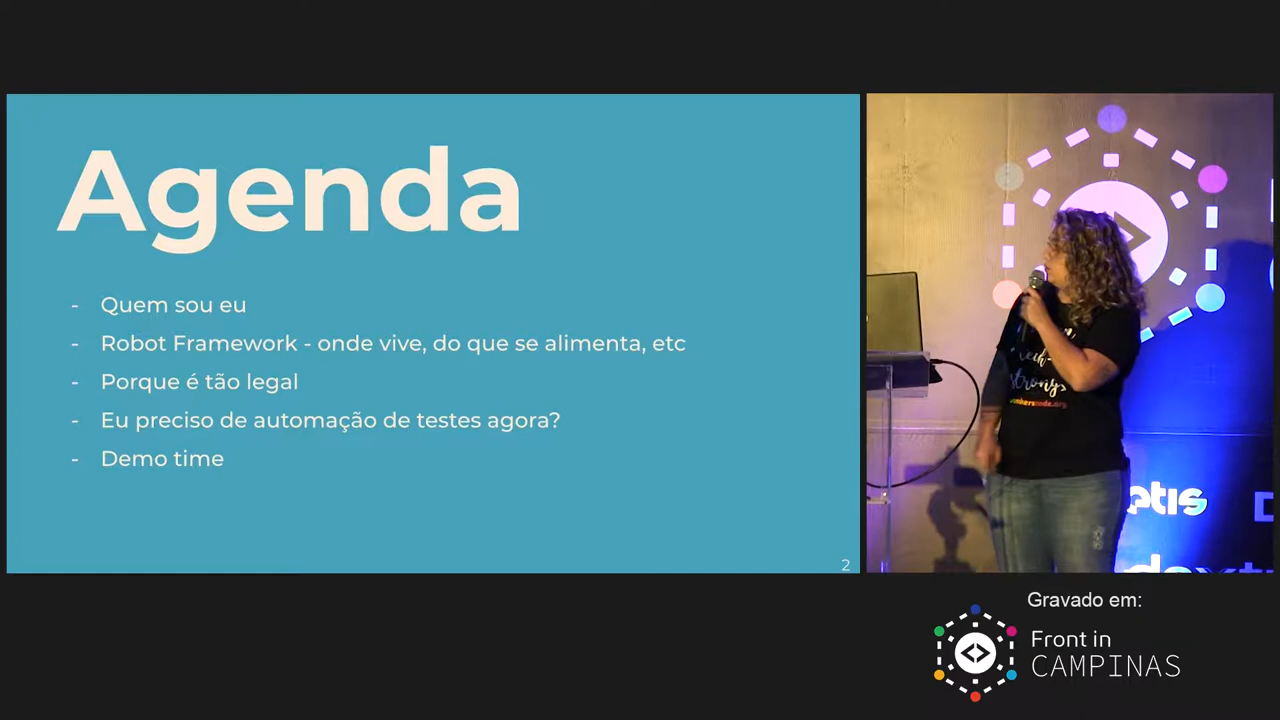 Agenda
- Quem sou eu
- Robot Framework - onde vive, do que se alimenta, etc
- Porque é tão legal
- Eu preciso de automação de testes agora?
- Demo time
2
strongs
Gravado em:
Front in
CAMPINAS